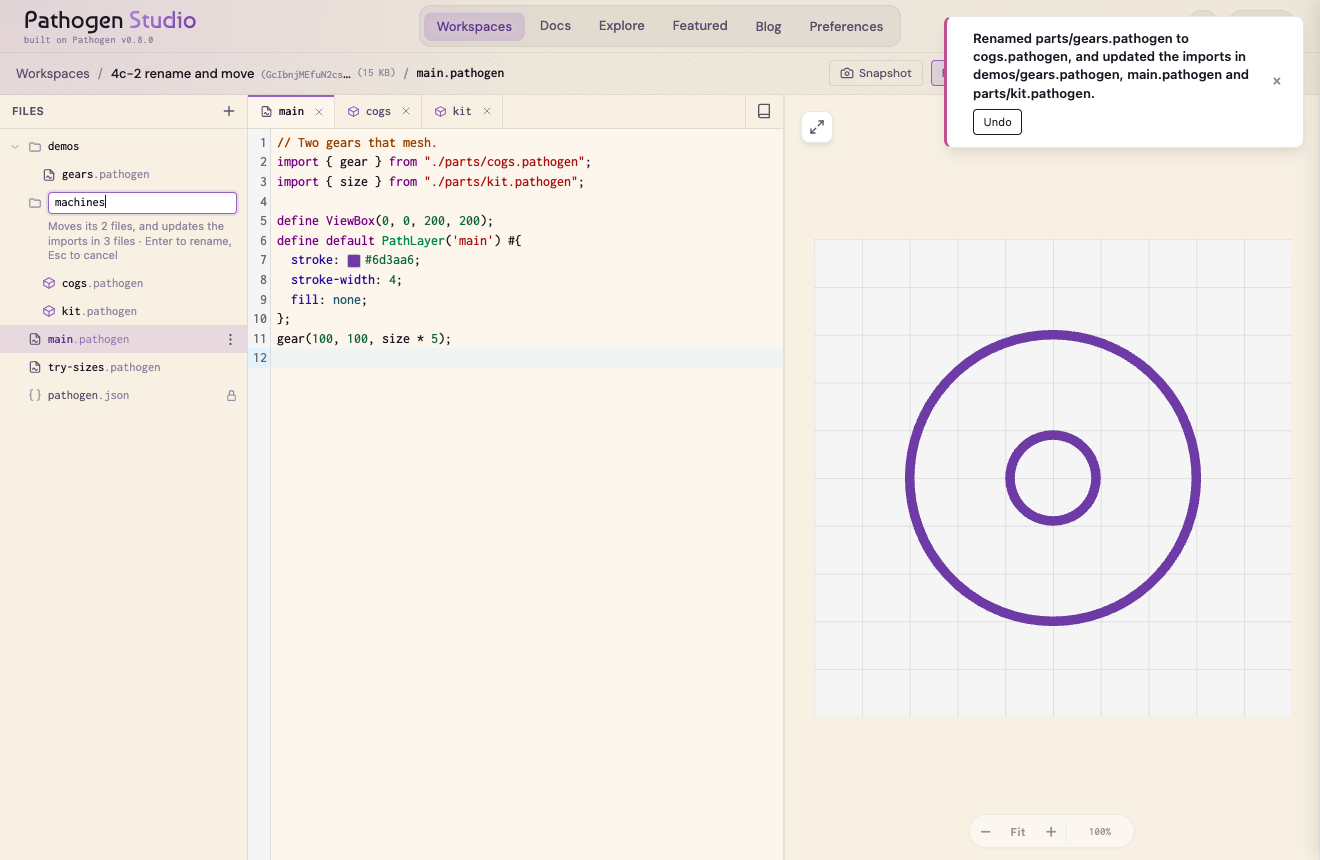 Pathogen Studio
built on Pathogen v0.8.0
Workspaces
Docs
Explore
Featured
Blog
Preferences
Workspaces / 4c-2 rename and move (GcIbnjMEfuN2cs… (15 KB) / main.pathogen
Snapshot
Renamed parts/gears.pathogen to
cogs.pathogen, and updated the imports in
demos/gears.pathogen, main.pathogen and
parts/kit.pathogen.
×
Undo
FILES +
demos
gears.pathogen
machines
Moves its 2 files, and updates the
imports in 3 files · Enter to rename,
Esc to cancel
cogs.pathogen
kit.pathogen
main.pathogen
try-sizes.pathogen
{ } pathogen.json
main ×
cogs ×
kit ×
1 // Two gears that mesh.
2 import { gear } from "./parts/cogs.pathogen";
3 import { size } from "./parts/kit.pathogen";
4
5 define ViewBox(0, 0, 200, 200);
6 define default PathLayer('main') #{
7 stroke: #6d3aa6;
8 stroke-width: 4;
9 fill: none;
10 };
11 gear(100, 100, size * 5);
12
− Fit + 100%